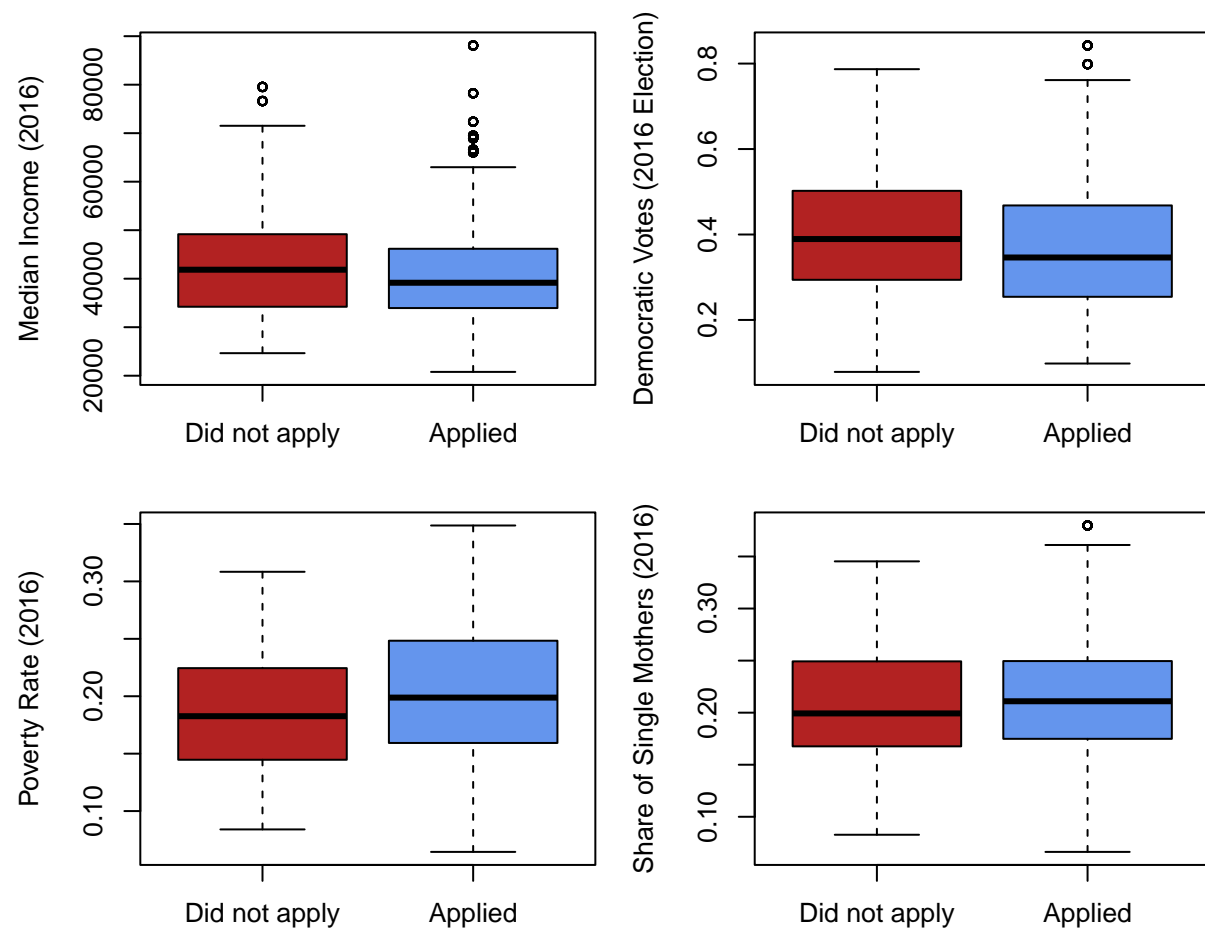 Median Income (2016)
80000
60000
40000
20000
Did not apply
Applied
Democratic Votes (2016 Election)
0.8
0.6
0.4
0.2
Did not apply
Applied
Poverty Rate (2016)
0.30
0.20
0.10
Did not apply
Applied
Share of Single Mothers (2016)
0.30
0.20
0.10
Did not apply
Applied